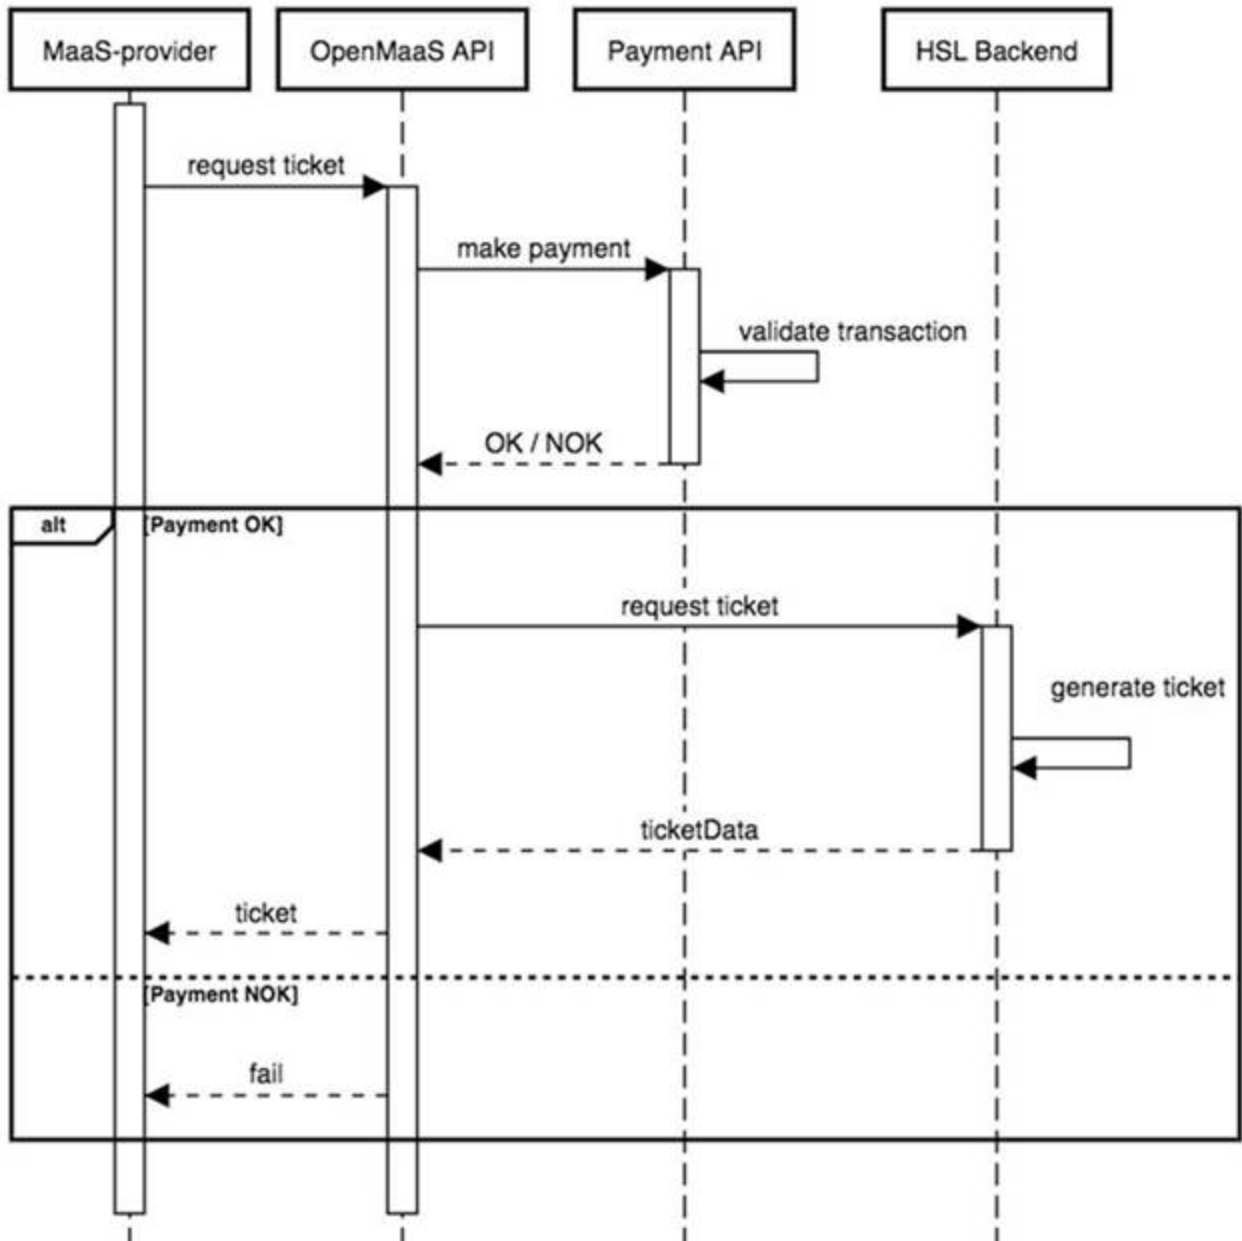 MaaS-provider
OpenMaaS API
Payment API
HSL Backend
request ticket
make payment
validate transaction
OK / NOK
alt
[Payment OK]
request ticket
generate ticket
ticketData
ticket
[Payment NOK]
fail